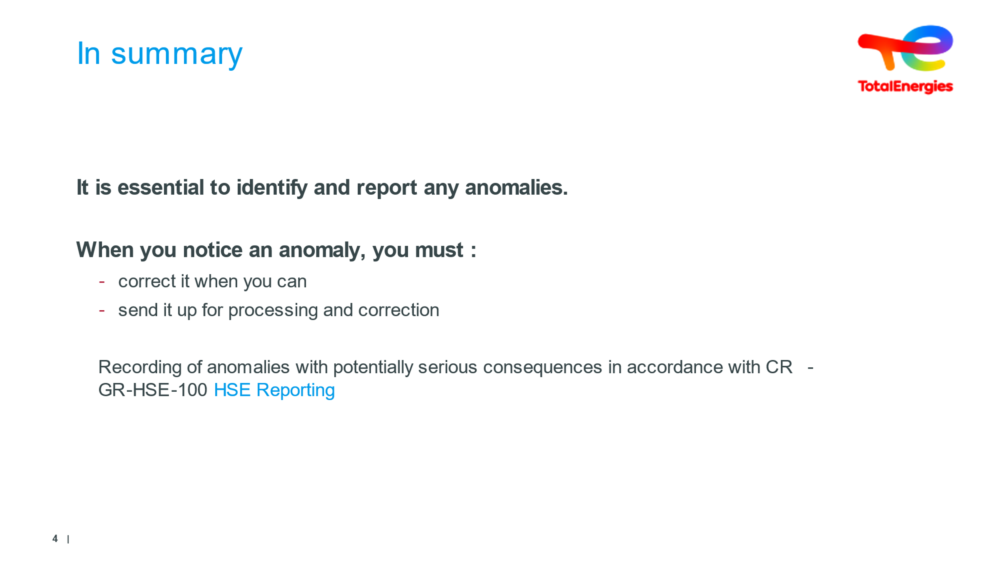 In summary
TotalEnergies
It is essential to identify and report any anomalies.
When you notice an anomaly, you must :
- correct it when you can
- send it up for processing and correction
Recording of anomalies with potentially serious consequences in accordance with CR -
GR-HSE-100 HSE Reporting
4 |